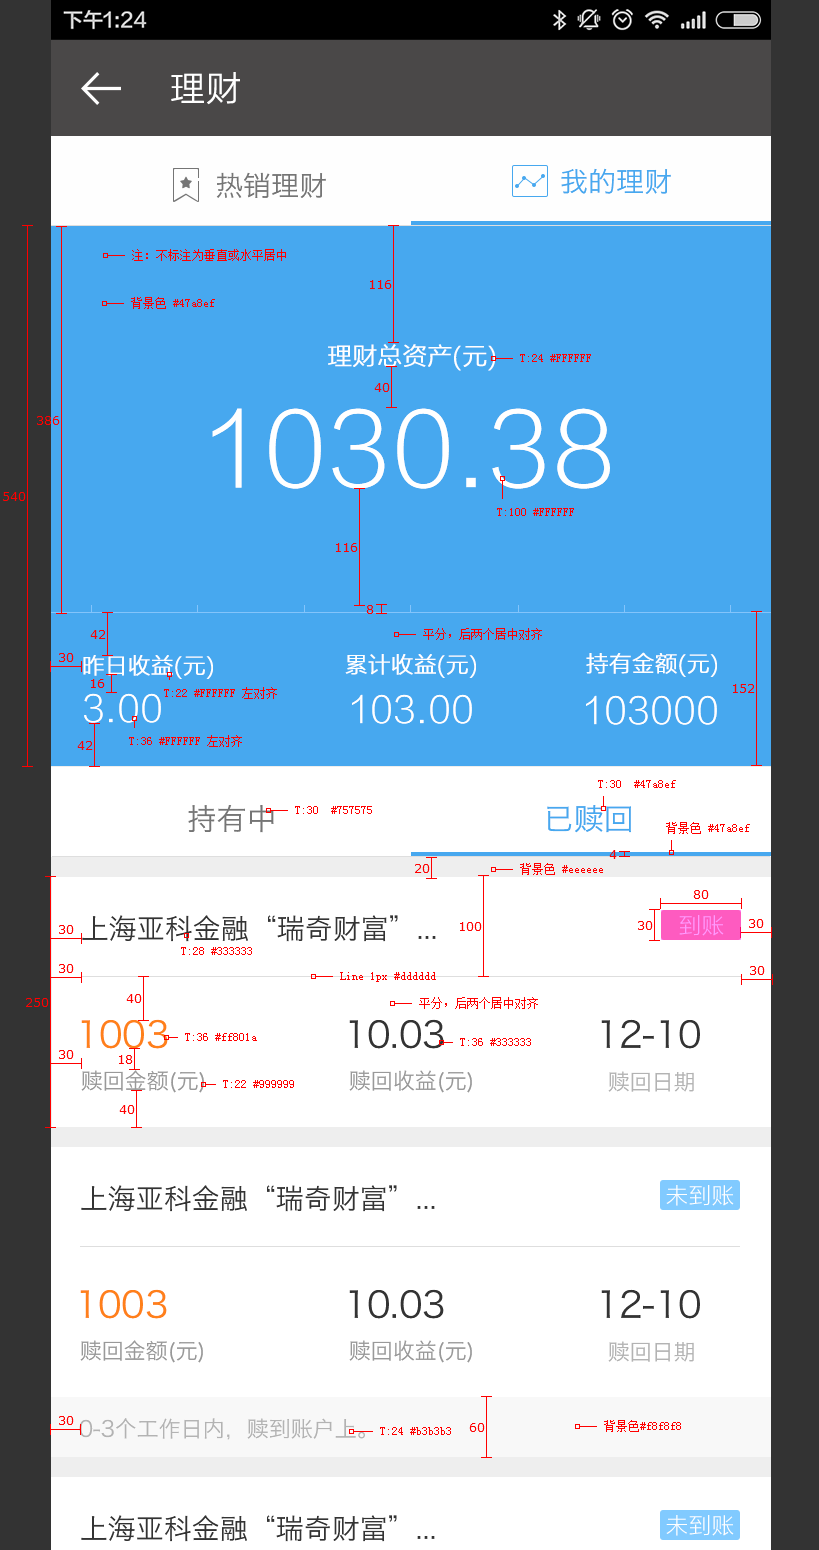 下午1:24
理财
热销理财
我的理财
注：不标注为垂直或水平居中
116
背景色 #47a8ef
理财总资产(元)
T:24 #FFFFFF
40
386
1030.38
540
T:100 #FFFFFF
116
8
42
平分，后两个居中对齐
30
昨日收益(元)
累计收益(元)
持有金额(元)
16
T:22 #FFFFFF 左对齐
152
3.00
103.00
103000
42
T:36 #FFFFFF 左对齐
T:30 #47a8ef
持有中
T:30 #757575
已赎回
背景色 #47a8ef
4
20
背景色 #eeeeee
80
30
上海亚科金融“瑞奇财富”...
100
30
到账
30
T:28 #333333
30
Line 1px #dddddd
30
250
40
平分，后两个居中对齐
1003
T:36 #ff801a
10.03
T:36 #333333
12-10
30
18
赎回金额(元)
T:22 #999999
赎回收益(元)
赎回日期
40
上海亚科金融“瑞奇财富”...
未到账
1003
10.03
12-10
赎回金额(元)
赎回收益(元)
赎回日期
30
0-3个工作日内，赎到账户上。
T:24 #b3b3b3
60
背景色#f8f8f8
上海亚科金融“瑞奇财富”...
未到账